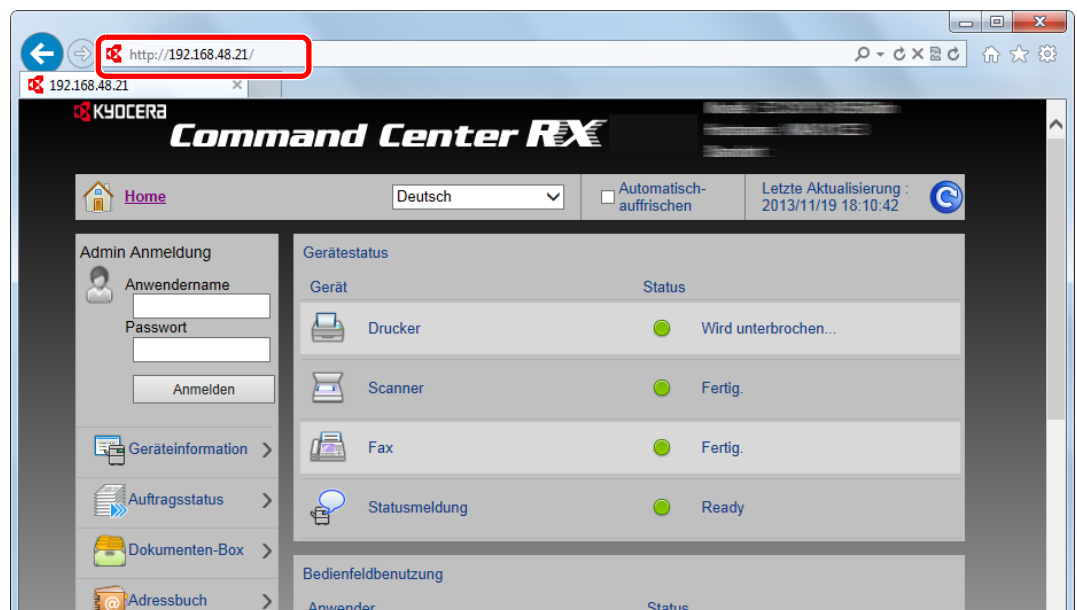 http://192.168.48.21/
192.168.48.21
KYOCERA
Command Center RX
Home
Deutsch
Automatisch-
auffrischen
Letzte Aktualisierung :
2013/11/19 18:10:42
Admin Anmeldung
Anwendername
Passwort
Anmelden
Geräteinformation
Auftragsstatus
Dokumenten-Box
Adressbuch
Gerätestatus
Gerät Status
Drucker Wird unterbrochen...
Scanner Fertig.
Fax Fertig.
Statusmeldung Ready
Bedienfeldbenutzung
Anwender Status